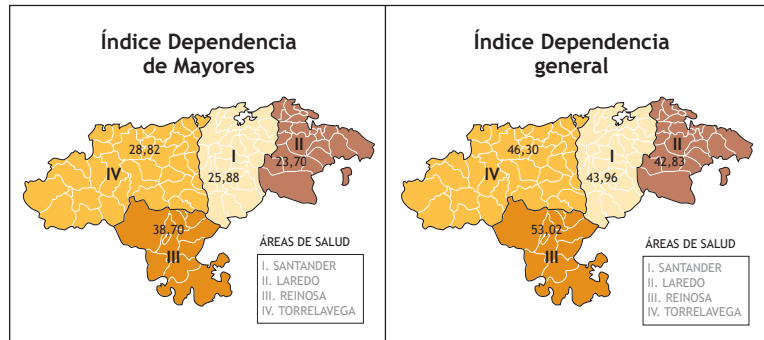 Índice Dependencia
de Mayores
28,82
I
II
23,70
IV
25,88
38,70
III
ÁREAS DE SALUD
I. SANTANDER
II. LAREDO
III. REINOSA
IV. TORRELAVEGA
Índice Dependencia
general
46,30
I
II
42,83
IV
43,96
53,02
III
ÁREAS DE SALUD
I. SANTANDER
II. LAREDO
III. REINOSA
IV. TORRELAVEGA